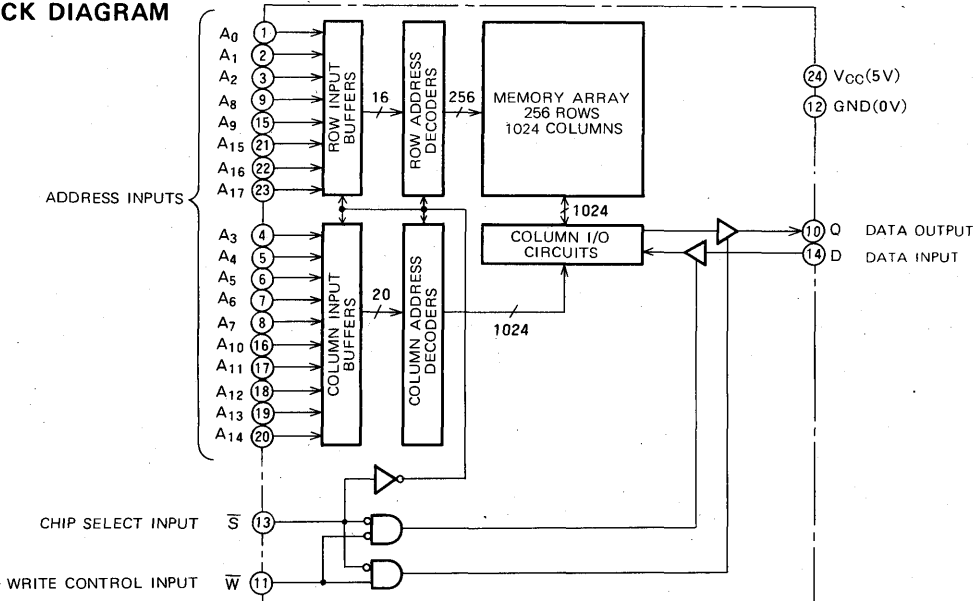 CK DIAGRAM
ADDRESS INPUTS
A0 1
A1 2
A2 3
A8 9
A9 15
A15 21
A16 22
A17 23
A3 4
A4 5
A5 6
A6 7
A7 8
A10 16
A11 17
A12 18
A13 19
A14 20
ROW INPUT
BUFFERS
16
ROW ADDRESS
DECODERS
256
MEMORY ARRAY
256 ROWS
1024 COLUMNS
1024
COLUMN INPUT
BUFFERS
20
COLUMN ADDRESS
DECODERS
1024
COLUMN I/O
CIRCUITS
24 VCC(5V)
12 GND(0V)
10 Q DATA OUTPUT
14 D DATA INPUT
CHIP SELECT INPUT S̅ 13
WRITE CONTROL INPUT W̅ 11